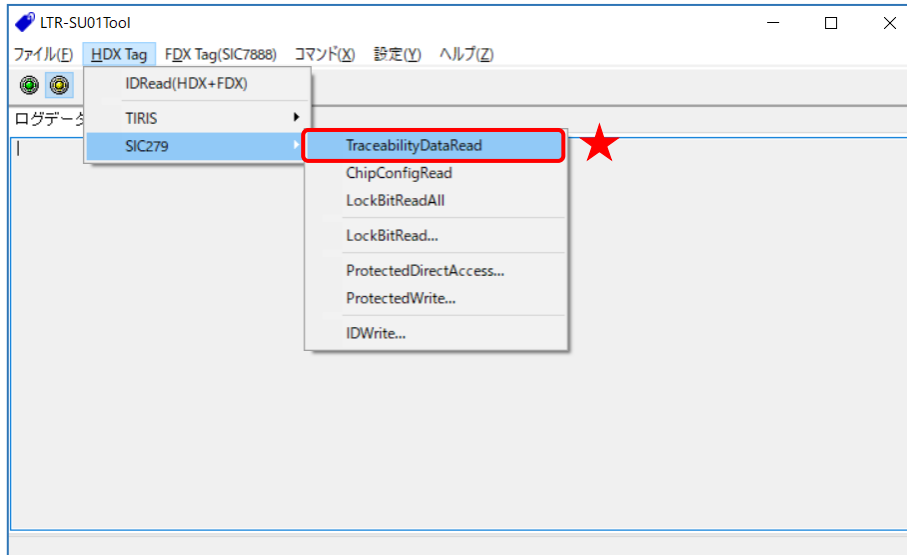 LTR-SU01Tool
ファイル(F) HDX Tag FDX Tag(SIC7888) コマンド(X) 設定(Y) ヘルプ(Z)
IDRead(HDX+FDX)
ログデータ
TIRIS
SIC279
TraceabilityDataRead
ChipConfigRead
LockBitReadAll
LockBitRead...
ProtectedDirectAccess...
ProtectedWrite...
IDWrite...